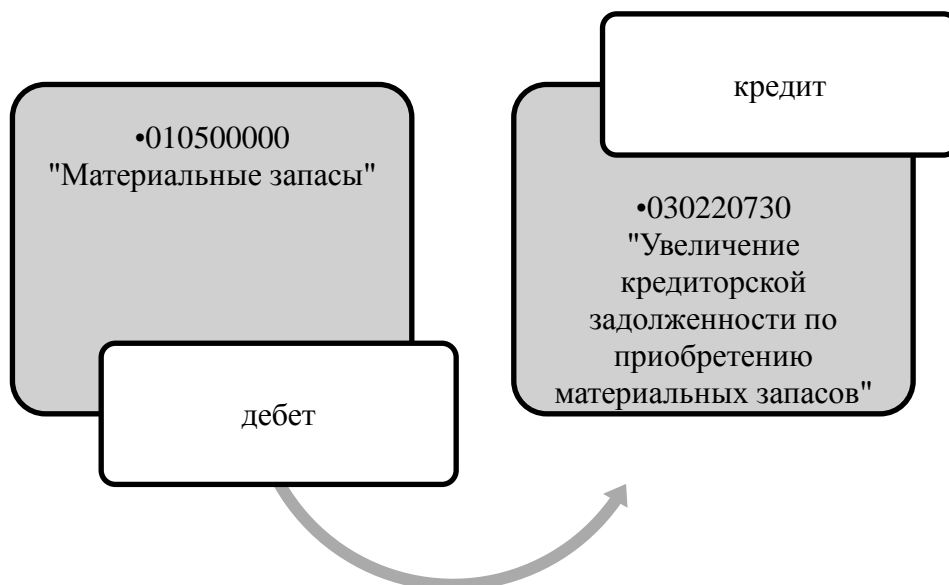 •010500000
"Материальные запасы"
дебет
кредит
•030220730
"Увеличение
кредиторской
задолженности по
приобретению
материальных запасов"